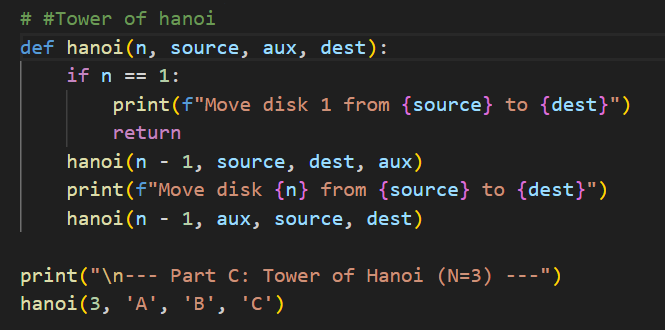 # #Tower of hanoi
def hanoi(n, source, aux, dest):
    if n == 1:
        print(f"Move disk 1 from {source} to {dest}")
        return
    hanoi(n - 1, source, dest, aux)
    print(f"Move disk {n} from {source} to {dest}")
    hanoi(n - 1, aux, source, dest)

print("\n--- Part C: Tower of Hanoi (N=3) ---")
hanoi(3, 'A', 'B', 'C')